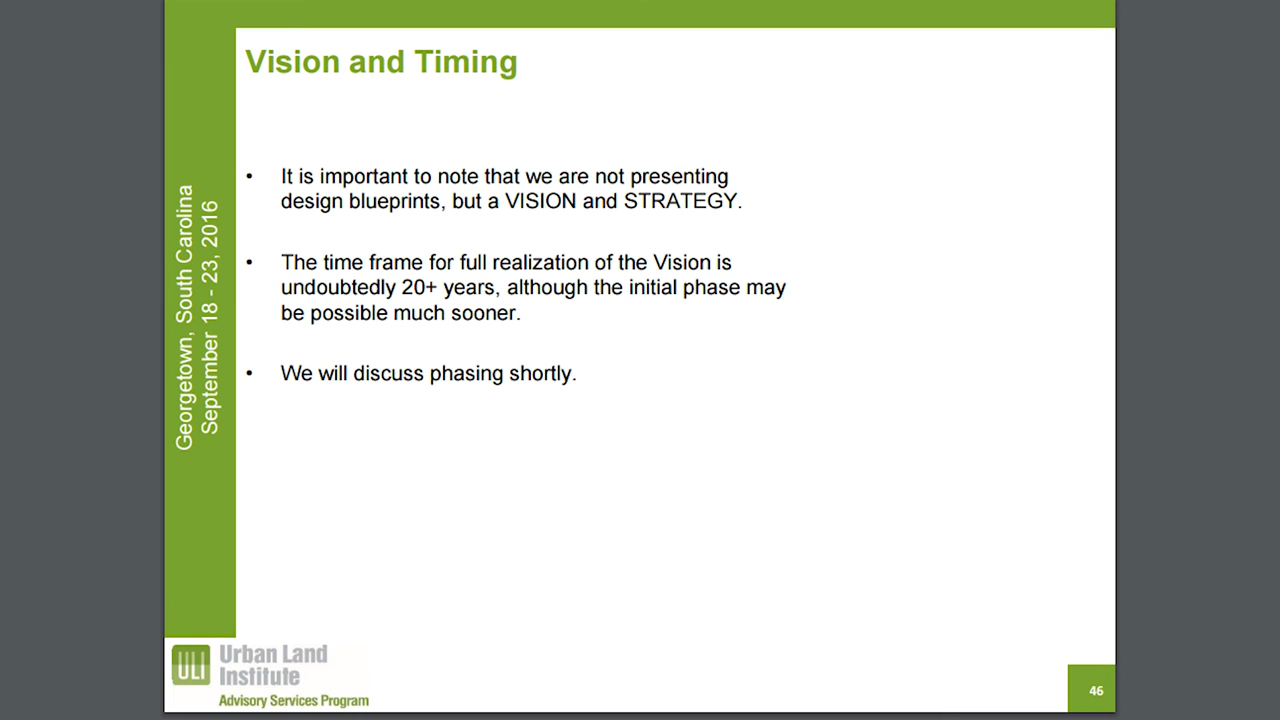 Vision and Timing
• It is important to note that we are not presenting
design blueprints, but a VISION and STRATEGY.
• The time frame for full realization of the Vision is
undoubtedly 20+ years, although the initial phase may
be possible much sooner.
• We will discuss phasing shortly.
Georgetown, South Carolina
September 18 - 23, 2016
ULI
Urban Land
Institute
Advisory Services Program
46